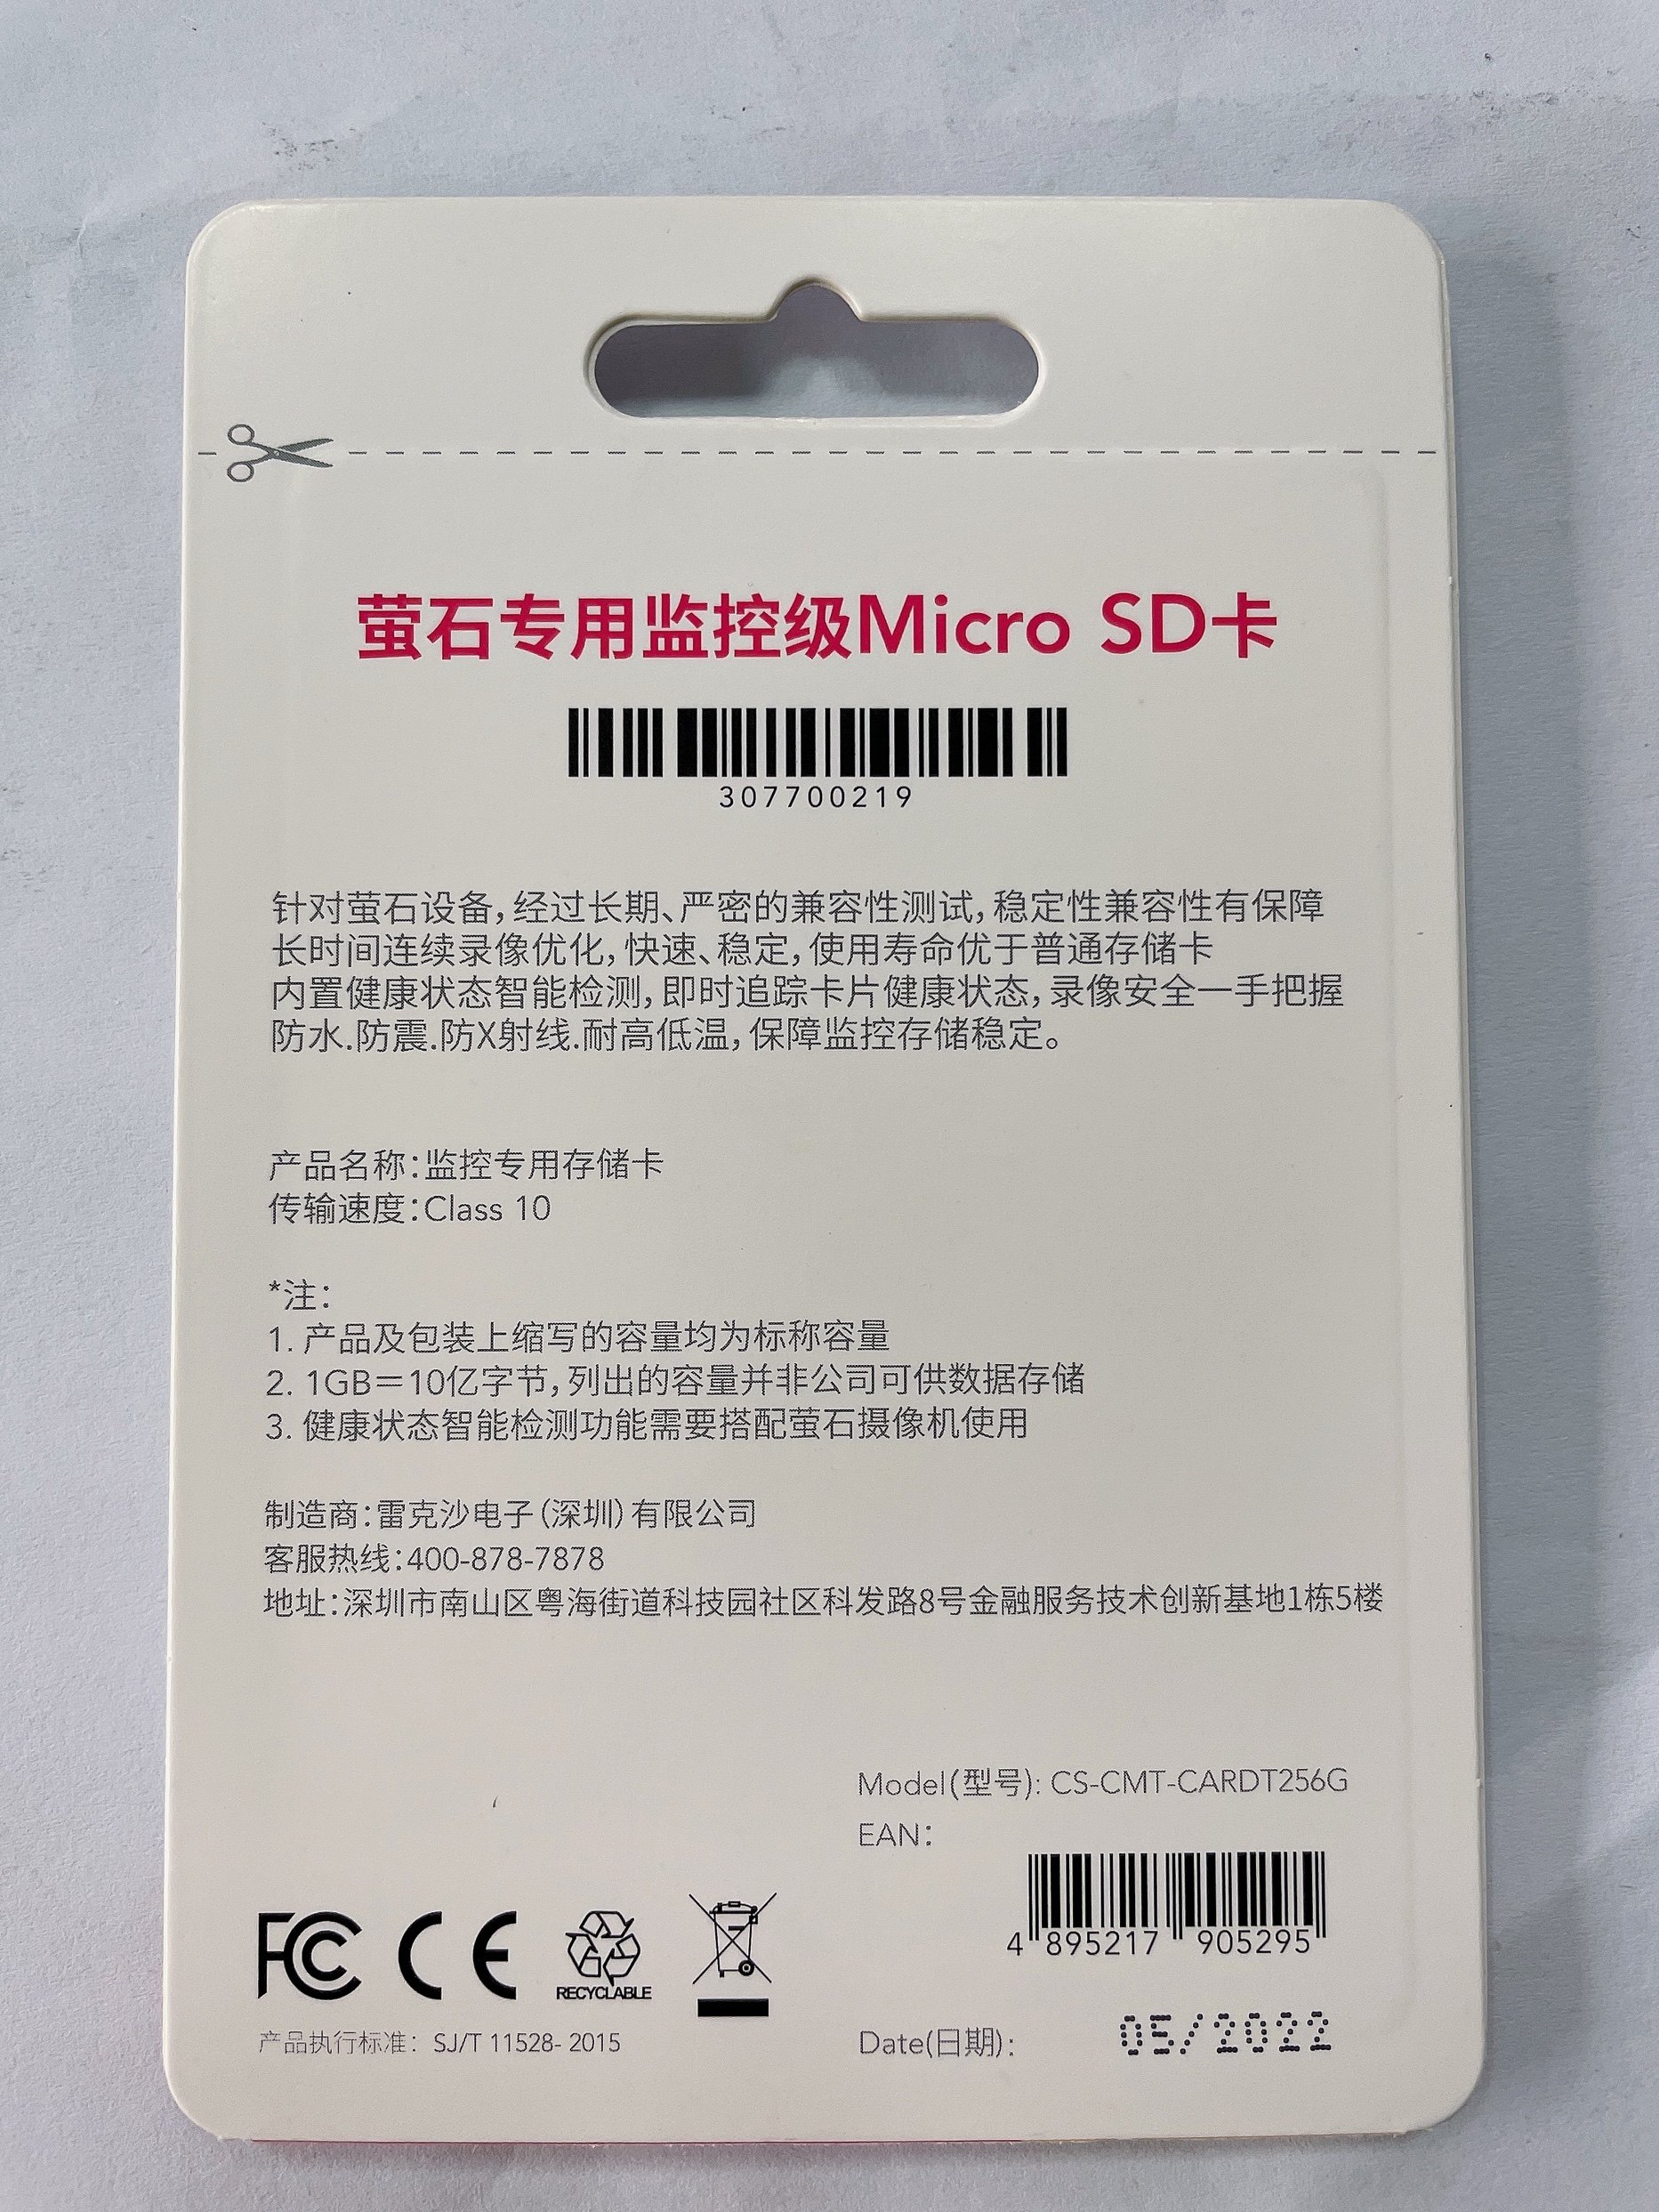 萤石专用监控级Micro SD卡
307700219
针对萤石设备,经过长期、严密的兼容性测试,稳定性兼容性有保障
长时间连续录像优化,快速、稳定,使用寿命优于普通存储卡
内置健康状态智能检测,即时追踪卡片健康状态,录像安全一手把握
防水.防震.防X射线.耐高低温,保障监控存储稳定。
产品名称:监控专用存储卡
传输速度:Class 10
*注:
1. 产品及包装上缩写的容量均为标称容量
2. 1GB=10亿字节,列出的容量并非公司可供数据存储
3. 健康状态智能检测功能需要搭配萤石摄像机使用
制造商:雷克沙电子(深圳)有限公司
客服热线:400-878-7878
地址:深圳市南山区粤海街道科技园社区科发路8号金融服务技术创新基地1栋5楼
Model(型号): CS-CMT-CARDT256G
EAN:
4 895217 905295
FC CE
RECYCLABLE
产品执行标准: SJ/T 11528- 2015
Date(日期): 05/2022